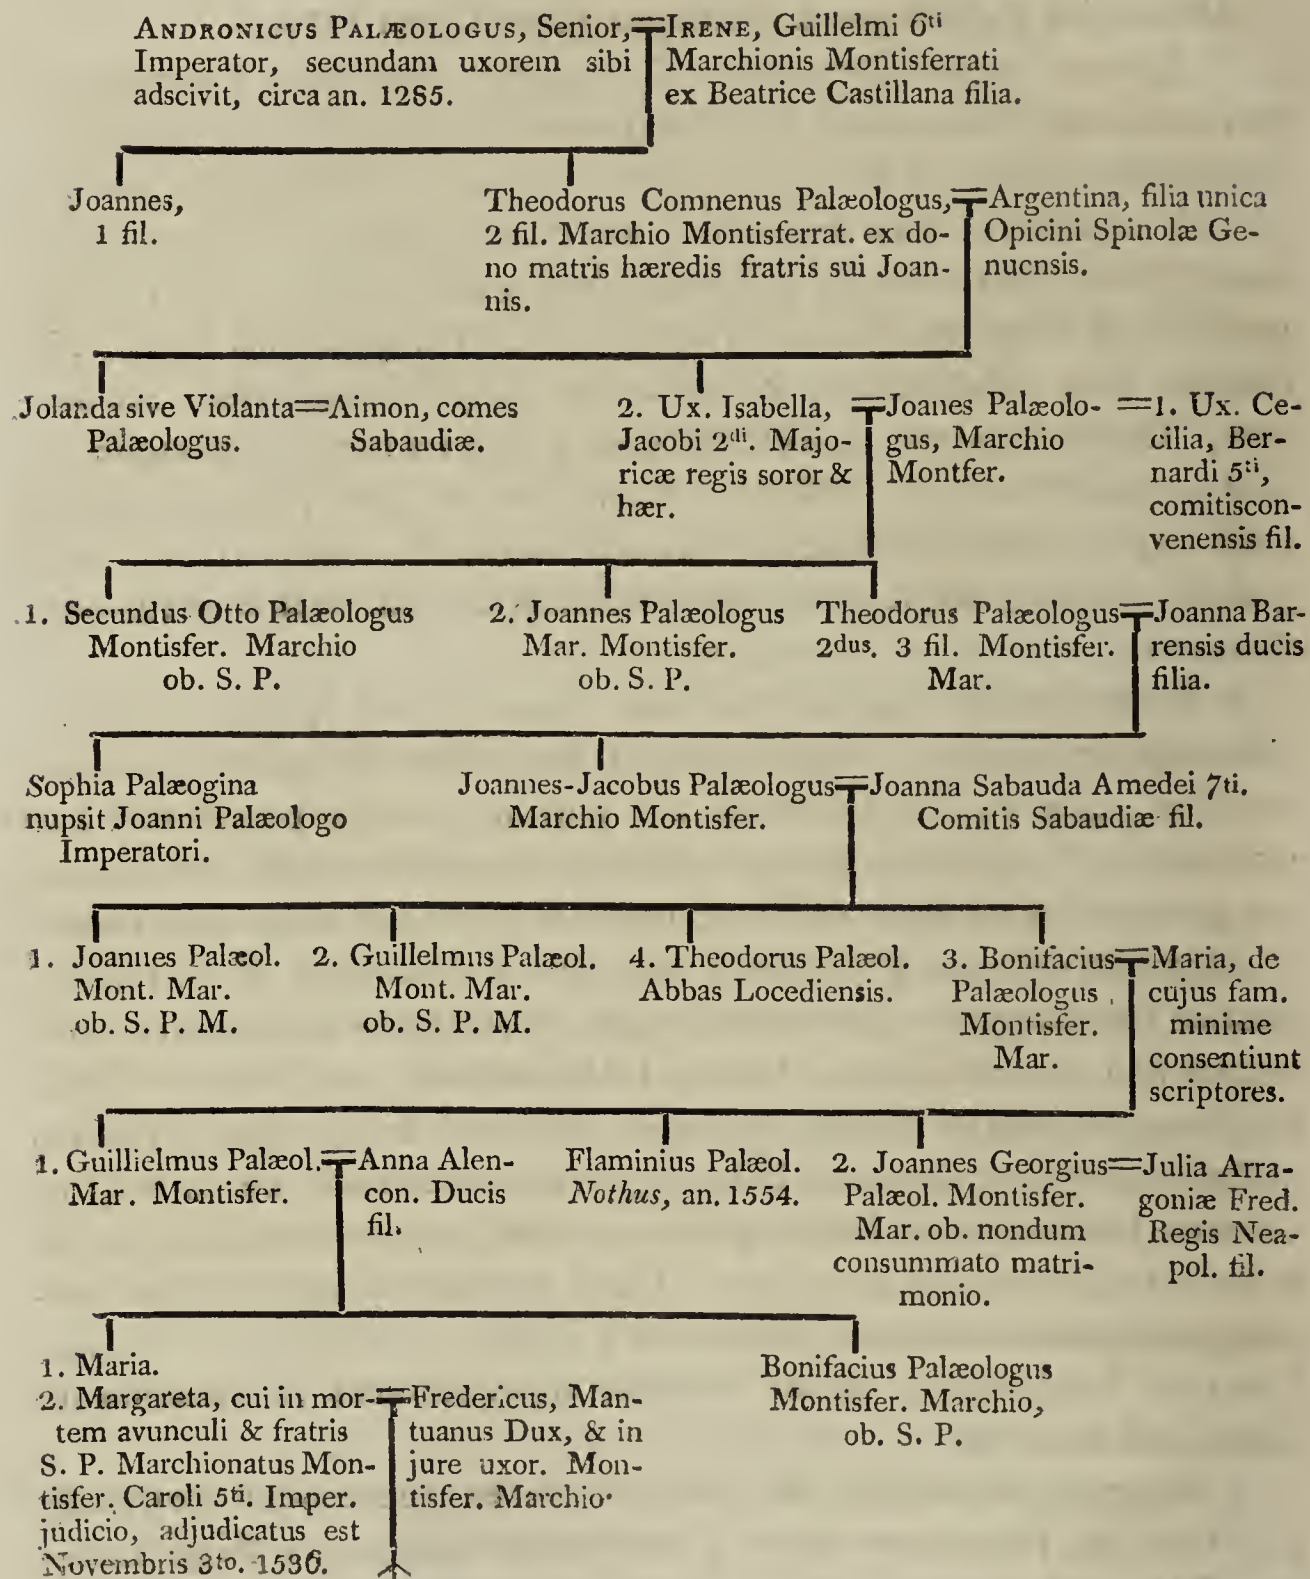 ANDRONICUS PALÆOLOGUS, Senior,
Imperator, secundam uxorem sibi
adscivit, circa an. 1285.
IRENE, Guillelmi 6ti
Marchionis Montisferrati
ex Beatrice Castillana filia.
Joannes,
1 fil.
Theodorus Comnenus Palæologus,
2 fil. Marchio Montisferrat. ex do-
no matris hæredis fratris sui Joan-
nis.
Argentina, filia unica
Opicini Spinolæ Ge-
nucnsis.
Jolanda sive Violanta
Palæologus.
Aimon, comes
Sabaudiæ.
2. Ux. Isabella,
Jacobi 2di. Majo-
ricæ regis soror &
hær.
Joanes Palæolo-
gus, Marchio
Montfer.
1. Ux. Ce-
cilia, Ber-
nardi 5ti,
comitiscon-
venensis fil.
1. Secundus Otto Palæologus
Montisfer. Marchio
ob. S. P.
2. Joannes Palæologus
Mar. Montisfer.
ob. S. P.
Theodorus Palæologus
2dus. 3 fil. Montisfer.
Mar.
Joanna Bar-
rensis ducis
filia.
Sophia Palæogina
nupsit Joanni Palæologo
Imperatori.
Joannes-Jacobus Palæologus
Marchio Montisfer.
Joanna Sabauda Amedei 7ti.
Comitis Sabaudiæ fil.
1. Joannes Palæol.
Mont. Mar.
ob. S. P. M.
2. Guillelmus Palæol.
Mont. Mar.
ob. S. P. M.
4. Theodorus Palæol.
Abbas Locediensis.
3. Bonifacius
Palæologus
Montisfer.
Mar.
Maria, de
cujus fam.
minime
consentiunt
scriptores.
1. Guillielmus Palæol.
Mar. Montisfer.
Anna Alen-
con. Ducis
fil.
Flaminius Palæol.
Nothus, an. 1554.
2. Joannes Georgius
Palæol. Montisfer.
Mar. ob. nondum
consummato matri-
monio.
Julia Arra-
goniæ Fred.
Regis Nea-
pol. fil.
1. Maria.
2. Margareta, cui in mor-
tem avunculi & fratris
S. P. Marchionatus Mon-
tisfer. Caroli 5ti. Imper.
judicio, adjudicatus est
Novembris 3to. 1536.
Fredericus, Man-
tuanus Dux, & in
jure uxor. Mon-
tisfer. Marchio
Bonifacius Palæologus
Montisfer. Marchio,
ob. S. P.